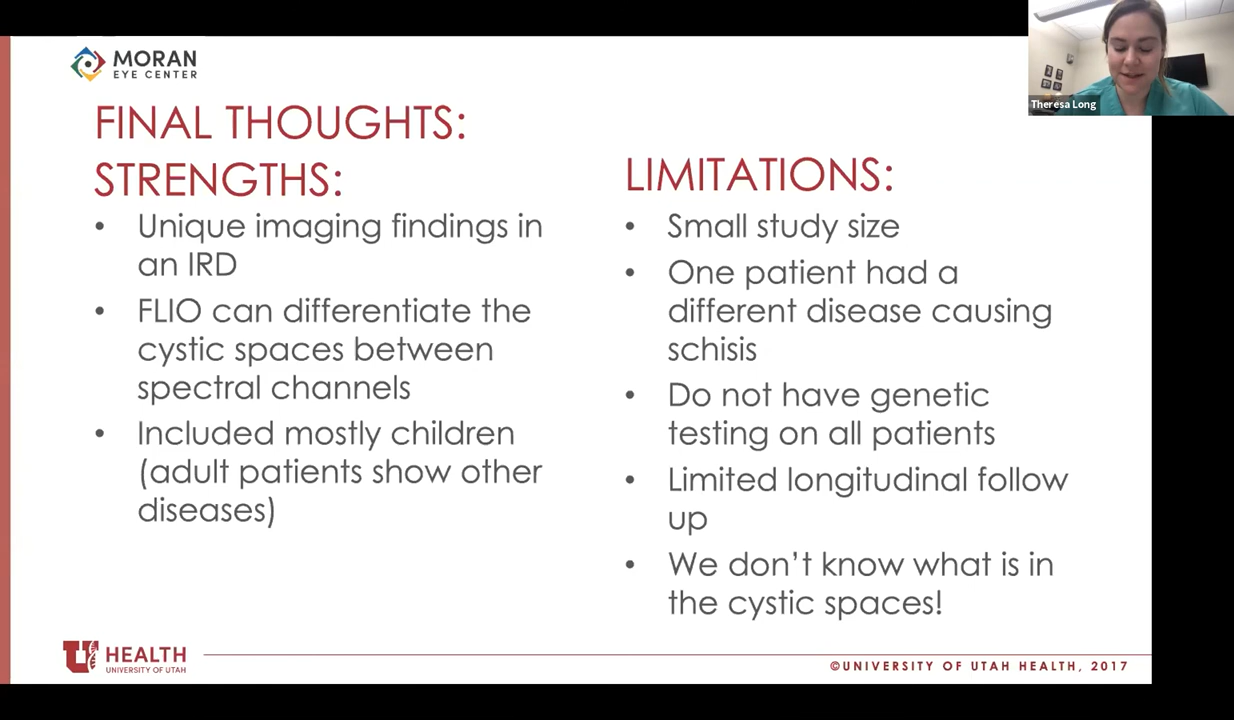 MORAN
EYE CENTER
Theresa Long
FINAL THOUGHTS:
STRENGTHS:
• Unique imaging findings in
an IRD
• FLIO can differentiate the
cystic spaces between
spectral channels
• Included mostly children
(adult patients show other
diseases)
LIMITATIONS:
• Small study size
• One patient had a
different disease causing
schisis
• Do not have genetic
testing on all patients
• Limited longitudinal follow
up
• We don't know what is in
the cystic spaces!
U HEALTH
UNIVERSITY OF UTAH
©UNIVERSITY OF UTAH HEALTH, 2017